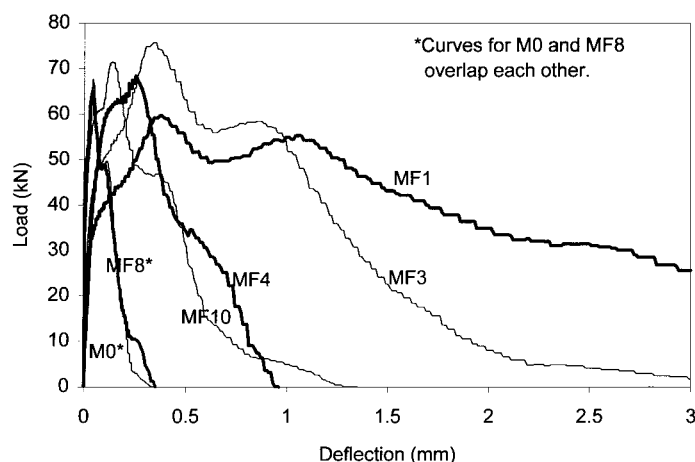 80
70
60
50
40
30
20
10
0
Load (kN)
*Curves for M0 and MF8
overlap each other.
MF1
MF8*
MF4
MF3
MF10
M0*
0
0.5
1
1.5
2
2.5
3
Deflection (mm)